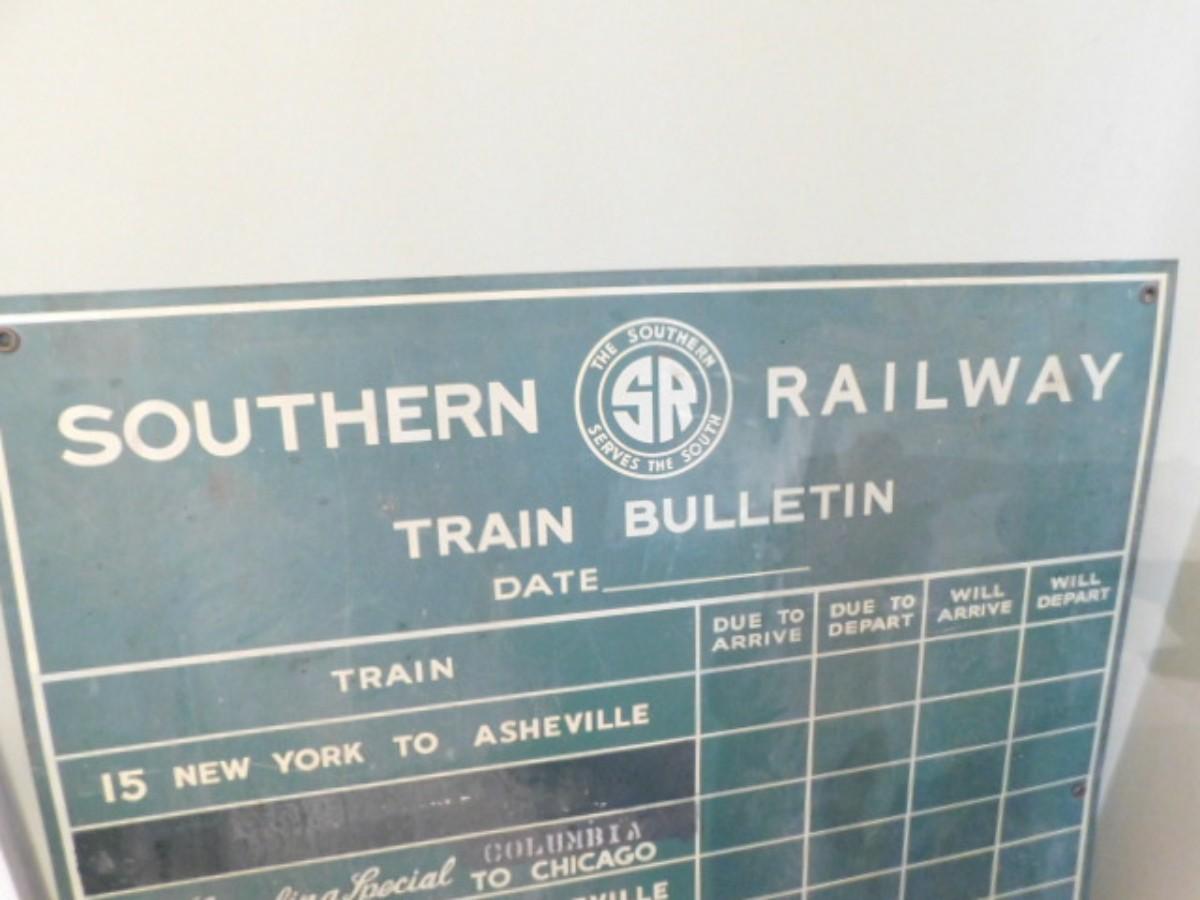 SOUTHERN THE SOUTHERN SERVES THE SOUTH SR RAILWAY
TRAIN BULLETIN
DATE
TRAIN DUE TO ARRIVE DUE TO DEPART WILL ARRIVE WILL DEPART
15 NEW YORK TO ASHEVILLE
COLUMBIA
Special TO CHICAGO